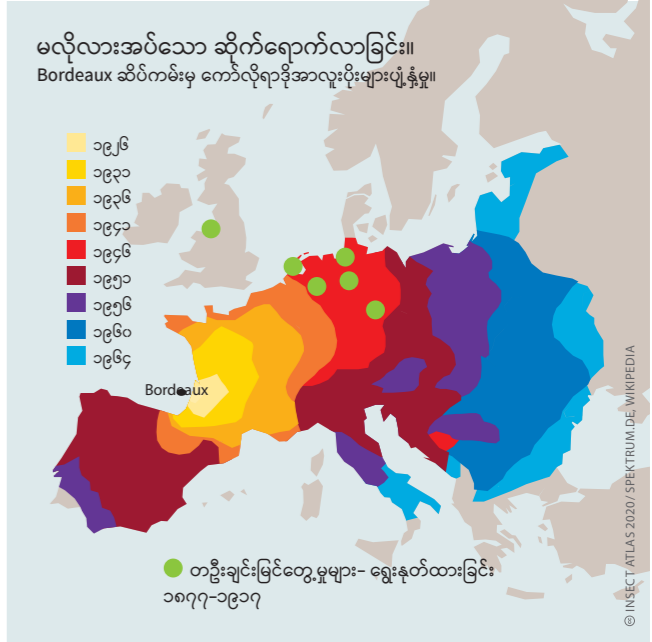 မလိုလားအပ်သော ဆိုက်ရောက်လာခြင်း။
Bordeaux ဆိပ်ကမ်းမှ ကော်လိုရာဒိုအာလူးပိုးများပျံ့နှံ့မှု။
၁၉၂၆
၁၉၃၁
၁၉၃၆
၁၉၄၁
၁၉၄၆
၁၉၅၁
၁၉၅၆
၁၉၆၀
၁၉၆၄
Bordeaux
တဦးချင်းမြင်တွေ့မှုများ– ရွေးနုတ်ထားခြင်း
၁၈၇၇-၁၉၁၇
INSECT ATLAS 2020/ SPEKTRUM.DE, WIKIPEDIA